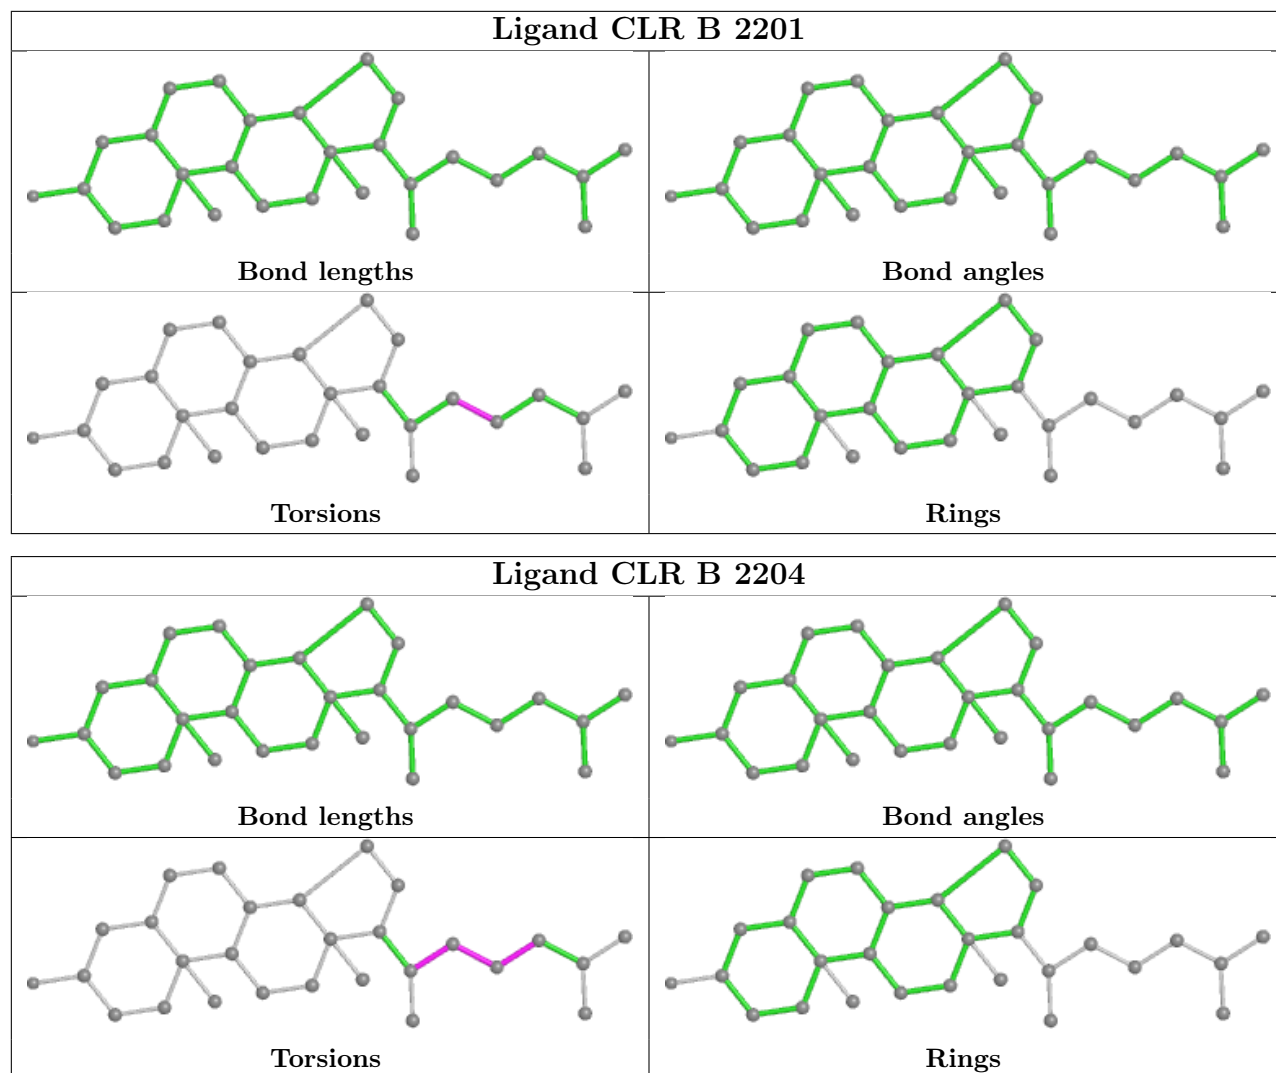 Ligand CLR B 2201
Bond lengths
Bond angles
Torsions
Rings
Ligand CLR B 2204
Bond lengths
Bond angles
Torsions
Rings